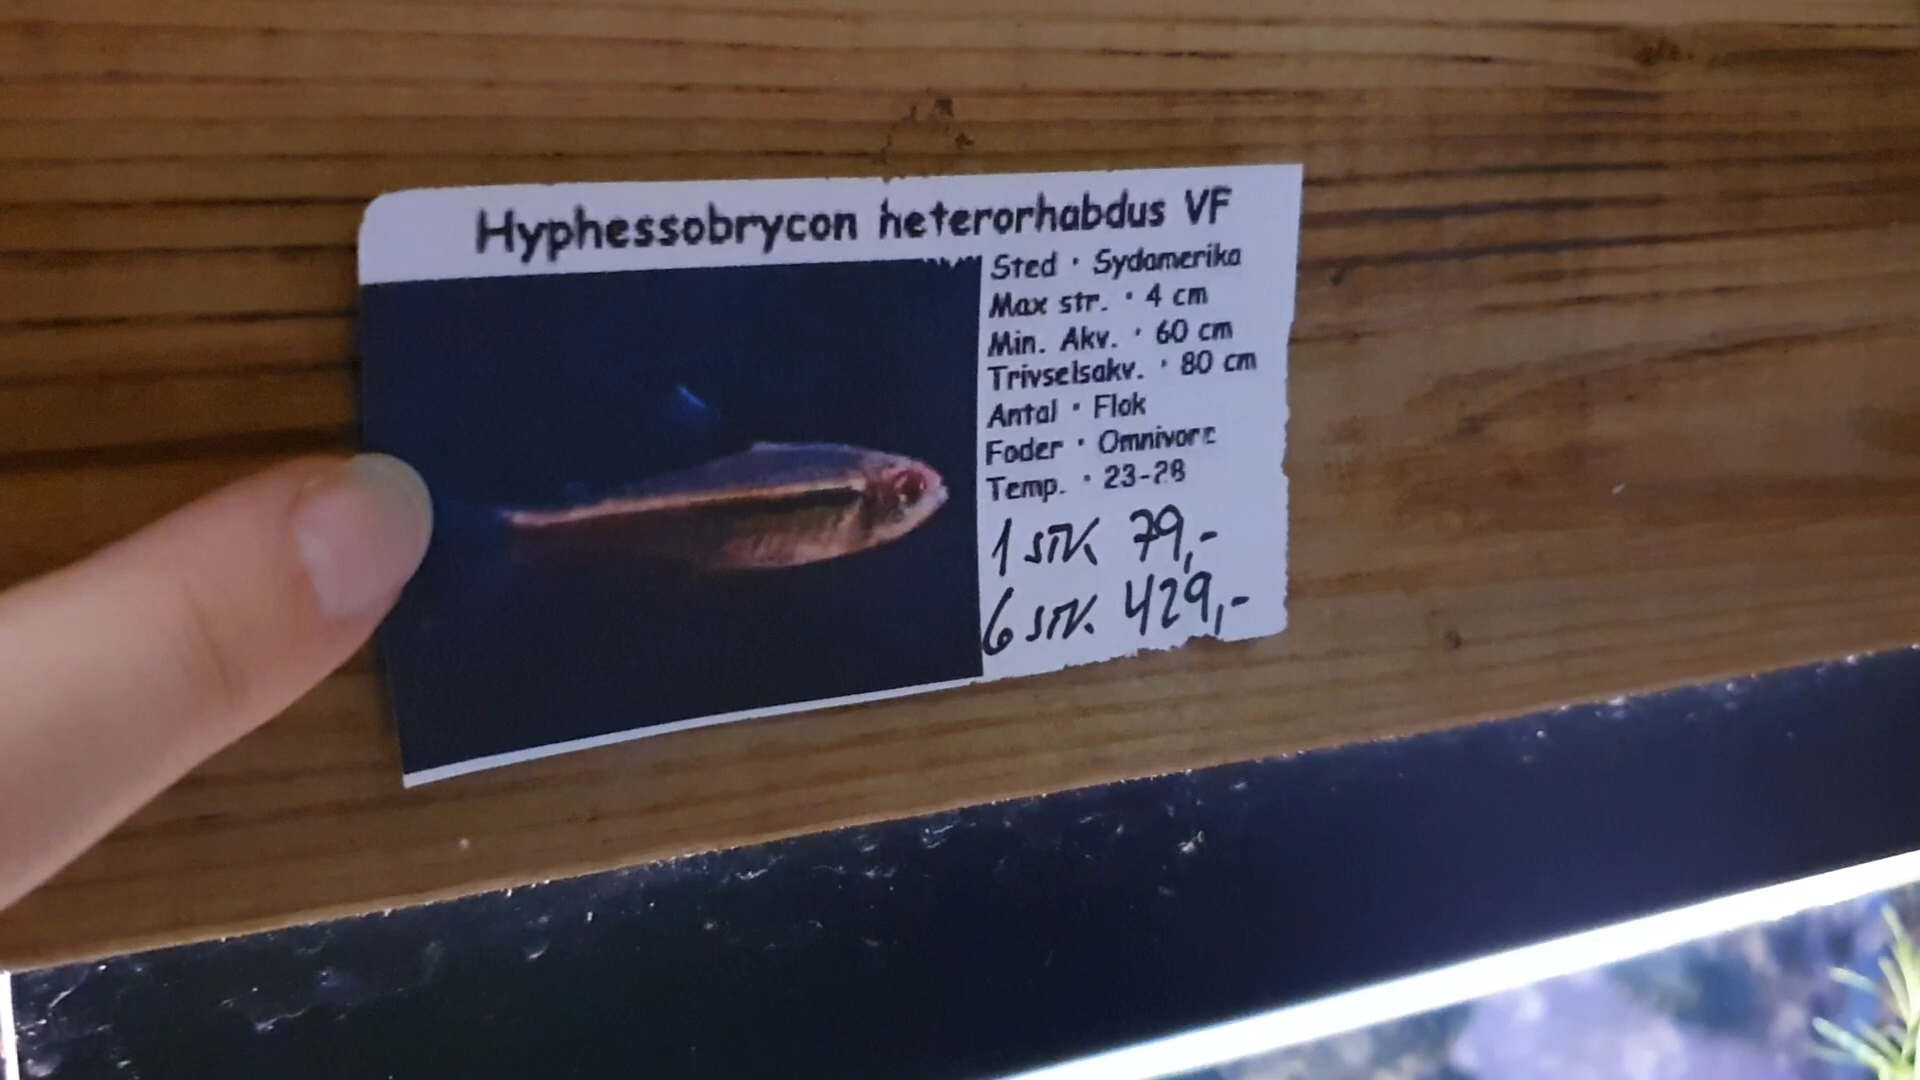 Hyphessobrycon heterorhabdus VF
Sted · Sydamerika
Max str. · 4 cm
Min. Akv. · 60 cm
Trivselsakv. · 80 cm
Antal · Flok
Foder · Omnivore
Temp. · 23-28
1 STK 79,-
6 STK. 429,-